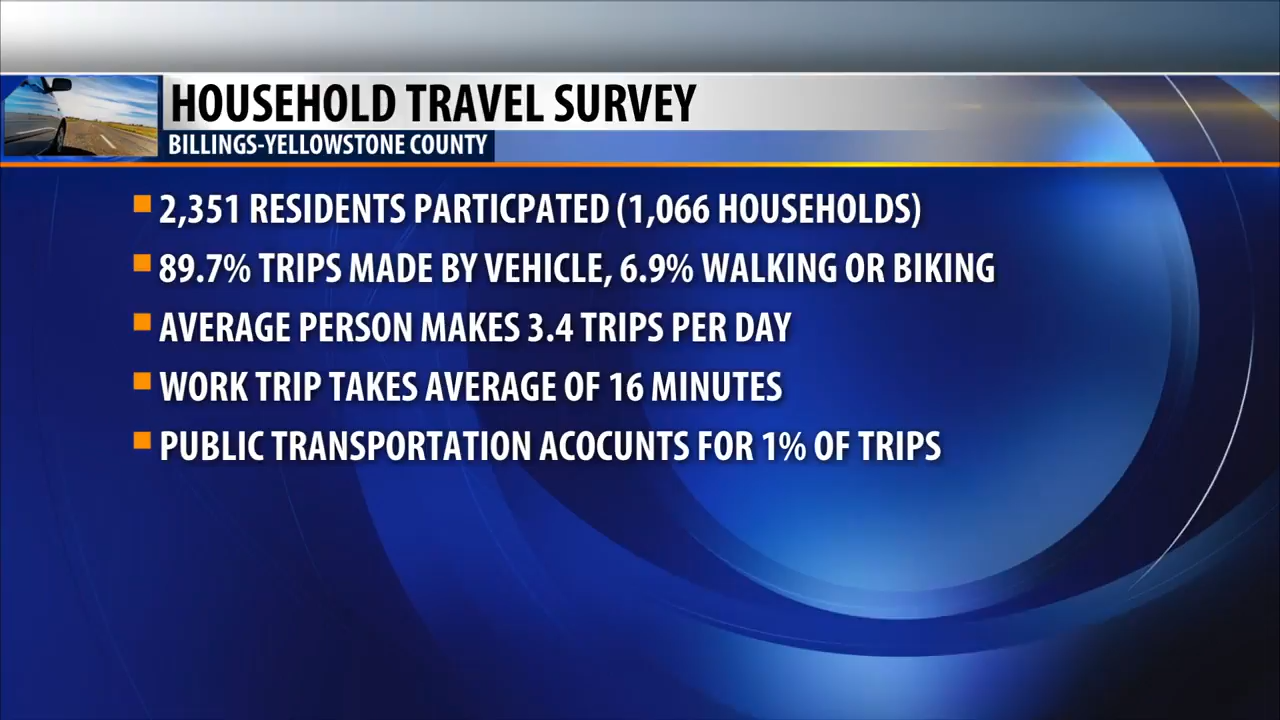 HOUSEHOLD TRAVEL SURVEY
BILLINGS-YELLOWSTONE COUNTY
2,351 RESIDENTS PARTICPATED (1,066 HOUSEHOLDS)
89.7% TRIPS MADE BY VEHICLE, 6.9% WALKING OR BIKING
AVERAGE PERSON MAKES 3.4 TRIPS PER DAY
WORK TRIP TAKES AVERAGE OF 16 MINUTES
PUBLIC TRANSPORTATION ACOCUNTS FOR 1% OF TRIPS